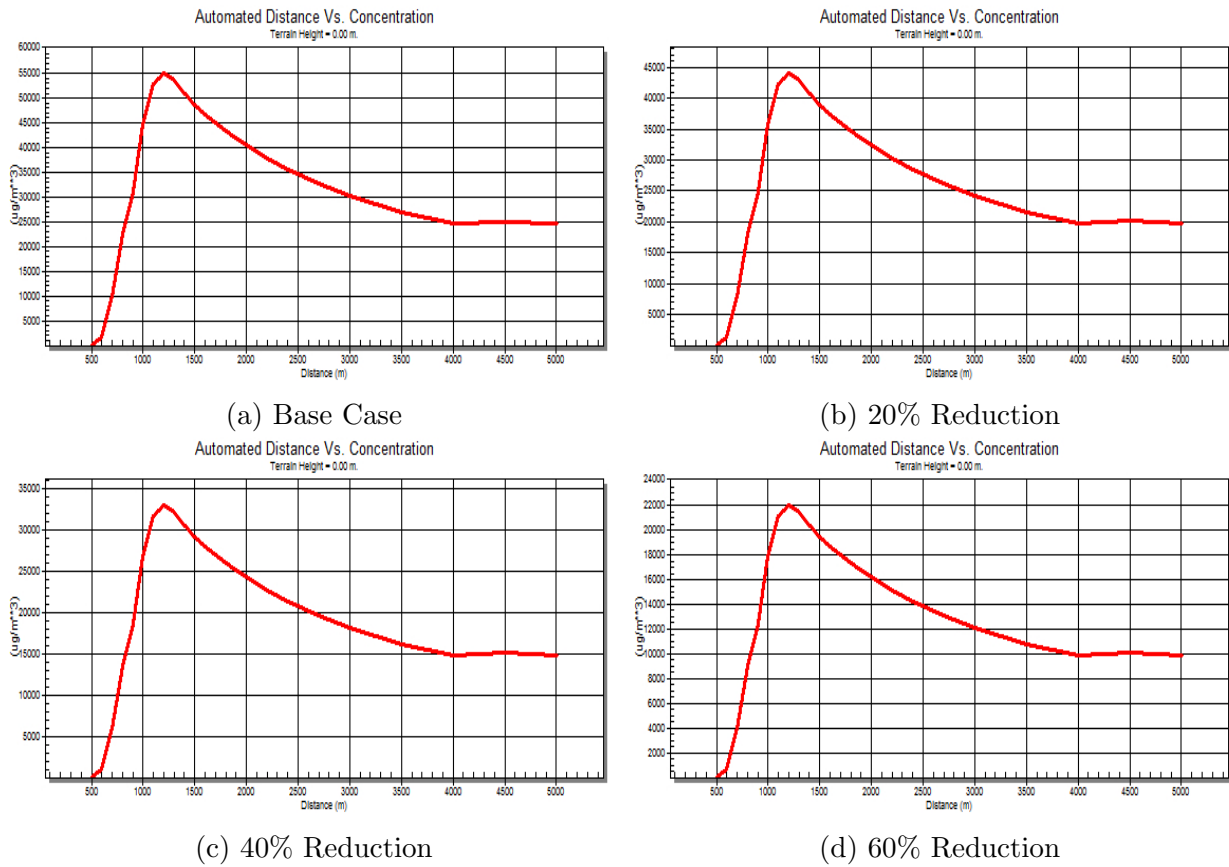 Automated Distance Vs. Concentration
Terrain Height = 0.00 m.
60000
55000
50000
45000
40000
35000
30000
25000
20000
15000
10000
5000
(ug/m**3)
500 1000 1500 2000 2500 3000 3500 4000 4500 5000
Distance (m)
(a) Base Case
Automated Distance Vs. Concentration
Terrain Height = 0.00 m.
45000
40000
35000
30000
25000
20000
15000
10000
5000
(ug/m**3)
500 1000 1500 2000 2500 3000 3500 4000 4500 5000
Distance (m)
(b) 20% Reduction
Automated Distance Vs. Concentration
Terrain Height = 0.00 m.
35000
30000
25000
20000
15000
10000
5000
(ug/m**3)
500 1000 1500 2000 2500 3000 3500 4000 4500 5000
Distance (m)
(c) 40% Reduction
Automated Distance Vs. Concentration
Terrain Height = 0.00 m.
24000
22000
20000
18000
16000
14000
12000
10000
8000
6000
4000
2000
(ug/m**3)
500 1000 1500 2000 2500 3000 3500 4000 4500 5000
Distance (m)
(d) 60% Reduction